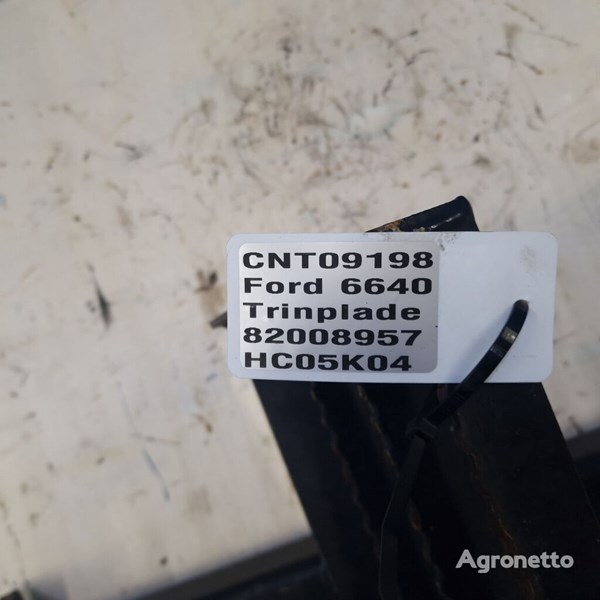 CNT09198
Ford 6640
Trinplade
82008957
HC05K04
Agronetto